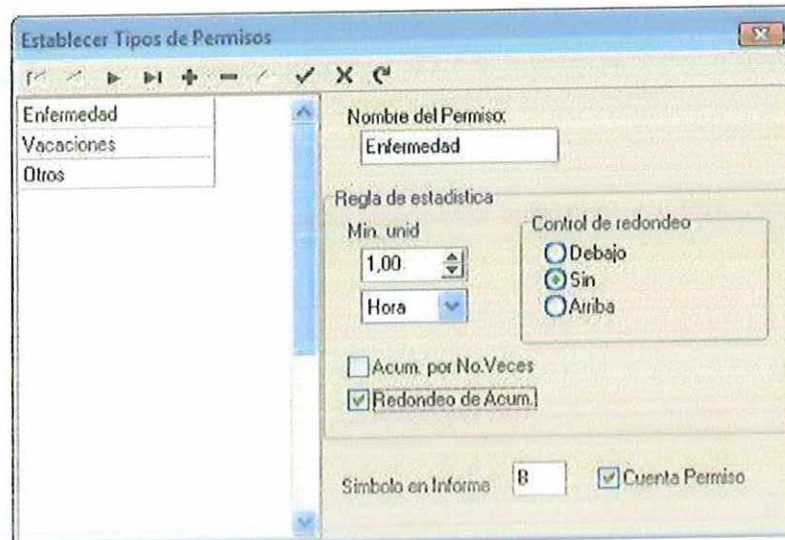 Establecer Tipos de Permisos
Enfermedad
Vacaciones
Otros
Nombre del Permiso:
Enfermedad
Regla de estadistica
Min. unid
1,00
Hora
Control de redondeo
Debajo
Sin
Arriba
Acum. por No.Veces
Redondeo de Acum.
Simbolo en Informe
B
Cuenta Permiso